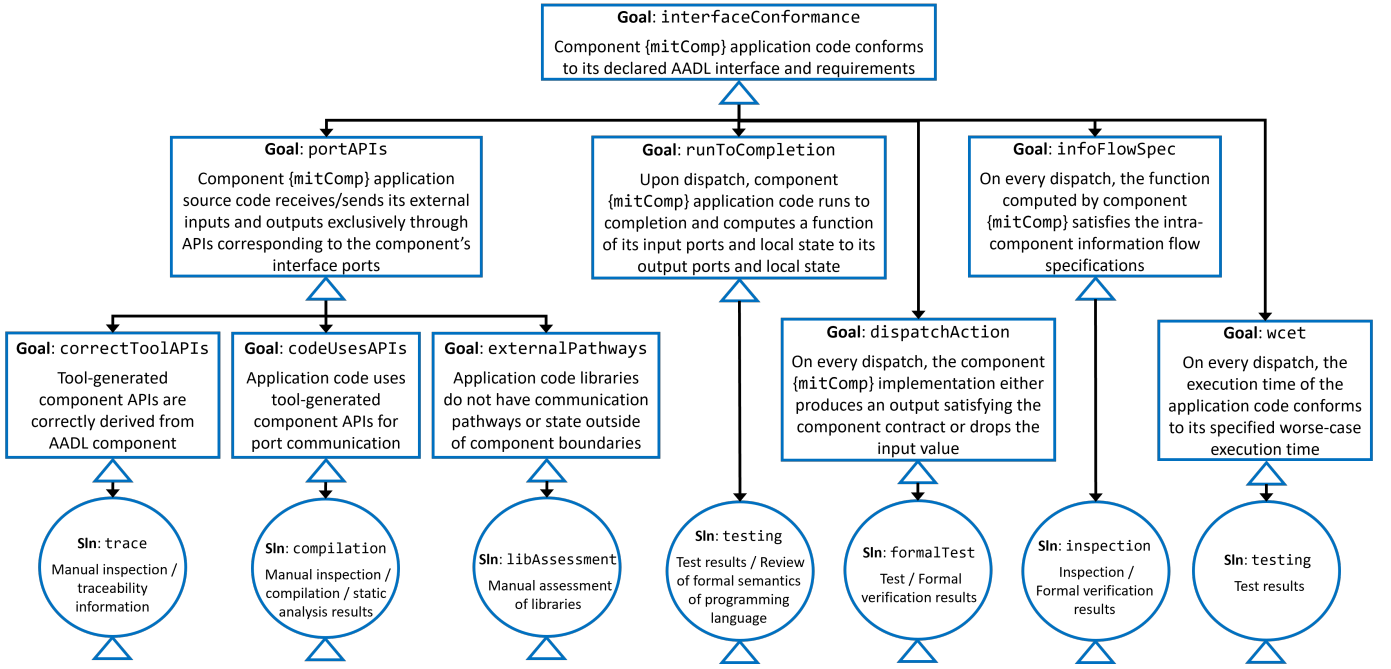 Goal: interfaceConformance
Component {mitComp} application code conforms
to its declared AADL interface and requirements
Goal: portAPIs
Component {mitComp} application
source code receives/sends its external
inputs and outputs exclusively through
APIs corresponding to the component's
interface ports
Goal: runToCompletion
Upon dispatch, component
{mitComp} application code runs to
completion and computes a function
of its input ports and local state to its
output ports and local state
Goal: infoFlowSpec
On every dispatch, the function
computed by component
{mitComp} satisfies the intra-
component information flow
specifications
Goal: correctToolAPIs
Tool-generated
component APIs are
correctly derived from
AADL component
Goal: codeUsesAPIs
Application code uses
tool-generated
component APIs for
port communication
Goal: externalPathways
Application code libraries
do not have communication
pathways or state outside
of component boundaries
Goal: dispatchAction
On every dispatch, the component
{mitComp} implementation either
produces an output satisfying the
component contract or drops the
input value
Goal: wcet
On every dispatch, the
execution time of the
application code conforms
to its specified worse-case
execution time
Sln: trace
Manual inspection /
traceability
information
Sln: compilation
Manual inspection /
compilation / static
analysis results
Sln: libAssessment
Manual assessment
of libraries
Sln: testing
Test results / Review
of formal semantics
of programming
language
Sln: formalTest
Test / Formal
verification results
Sln: inspection
Inspection /
Formal verification
results
Sln: testing
Test results